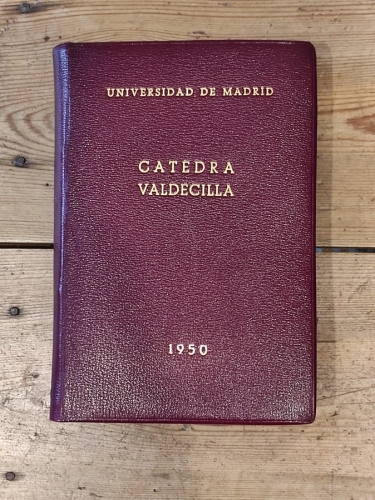 UNIVERSIDAD DE MADRID
CATEDRA
VALDECILLA
1950